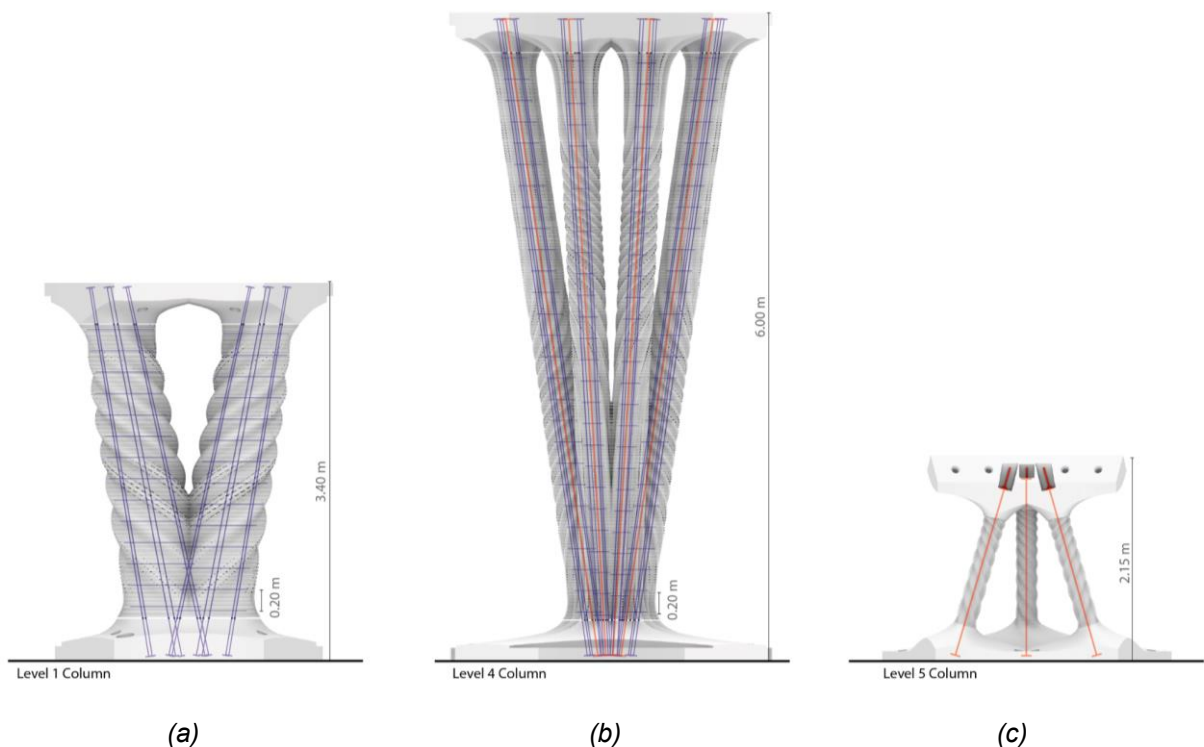 6.00 m
3.40 m
0.20 m
0.20 m
2.15 m
Level 1 Column
Level 4 Column
Level 5 Column
(a)
(b)
(c)